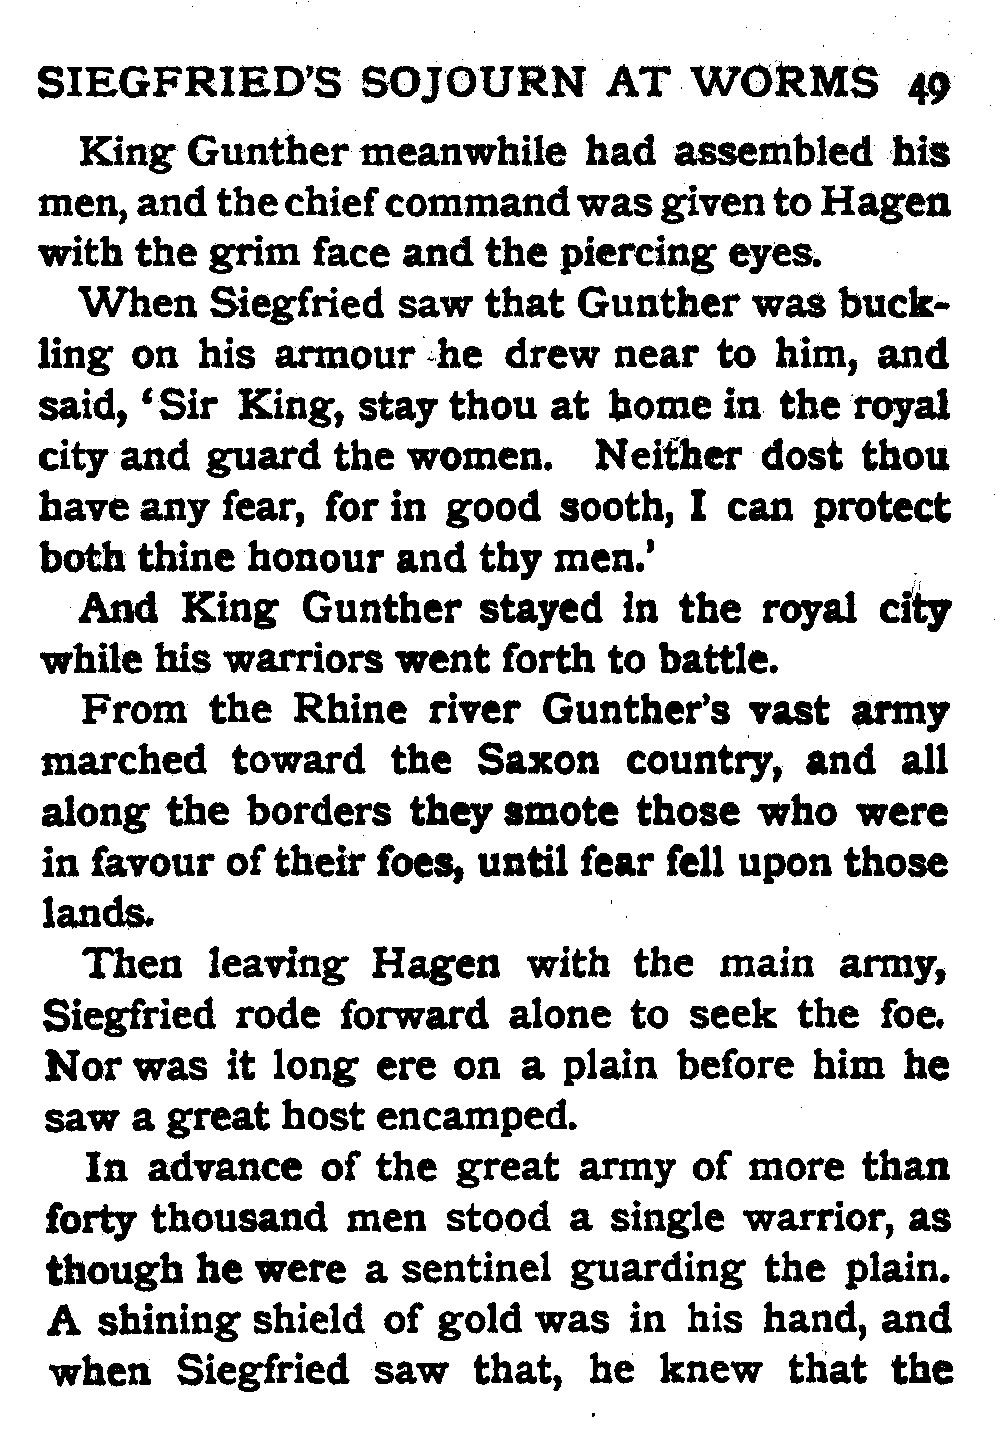 SIEGFRIED'S SOJOURN AT WORMS 49
King Gunther meanwhile had assembled his
men, and the chief command was given to Hagen
with the grim face and the piercing eyes.
When Siegfried saw that Gunther was buck-
ling on his armour he drew near to him, and
said, ‘Sir King, stay thou at home in the royal
city and guard the women. Neither dost thou
have any fear, for in good sooth, I can protect
both thine honour and thy men.’
And King Gunther stayed in the royal city
while his warriors went forth to battle.
From the Rhine river Gunther's vast army
marched toward the Saxon country, and all
along the borders they smote those who were
in favour of their foes, until fear fell upon those
lands.
Then leaving Hagen with the main army,
Siegfried rode forward alone to seek the foe.
Nor was it long ere on a plain before him he
saw a great host encamped.
In advance of the great army of more than
forty thousand men stood a single warrior, as
though he were a sentinel guarding the plain.
A shining shield of gold was in his hand, and
when Siegfried saw that, he knew that the